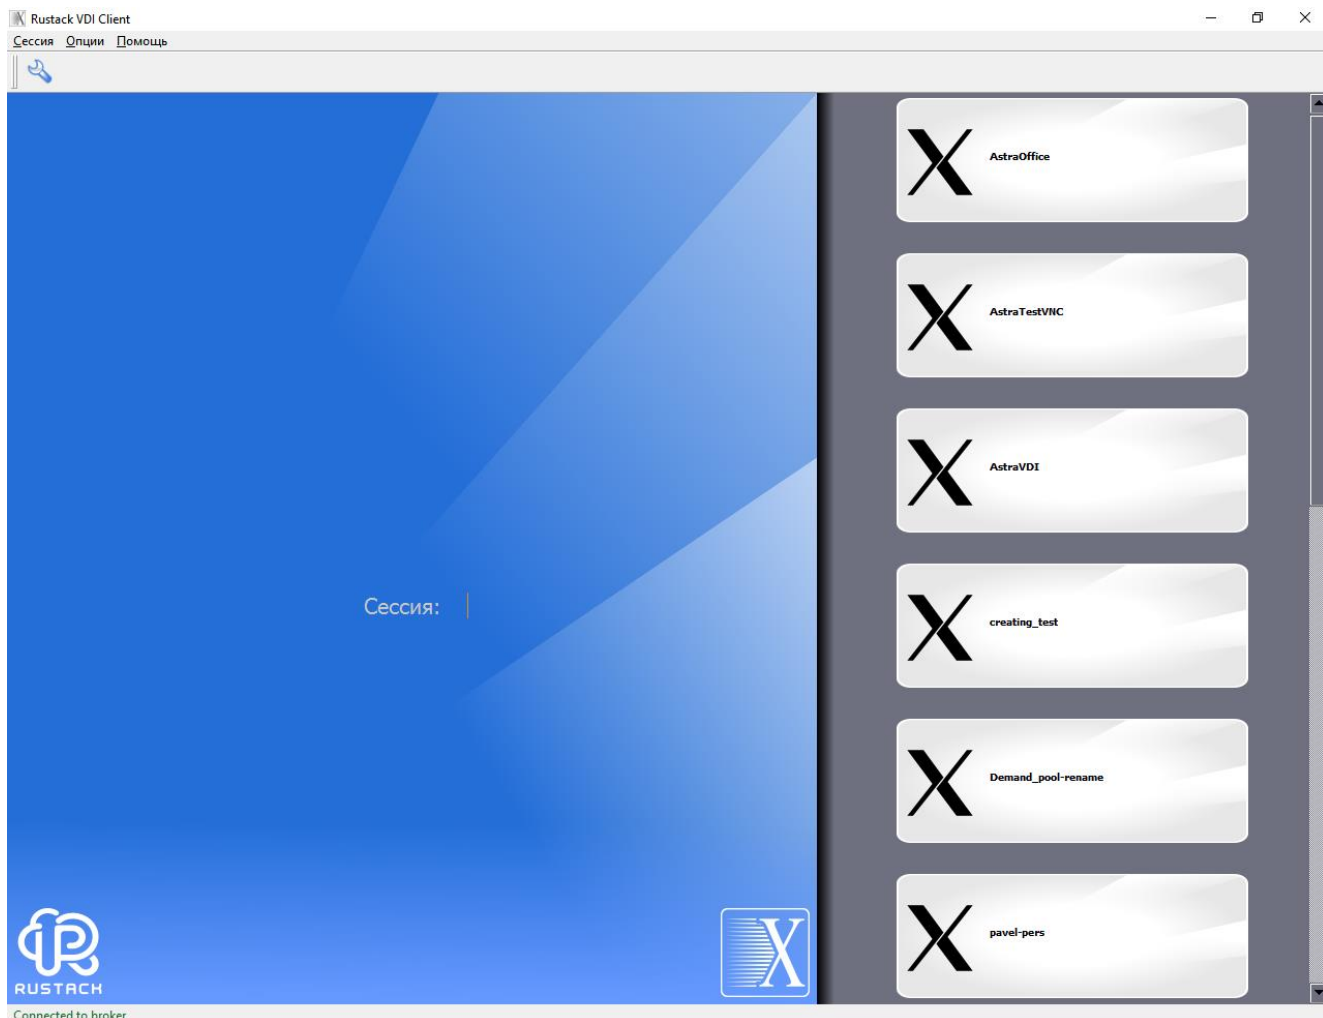 Rustack VDI Client
Сессия Опции Помощь
AstraOffice
AstraTestVNC
AstraVDI
creating_test
Demand_pool-rename
pavel-pers
Сессия:
RUSTACK
X
Connected to broker